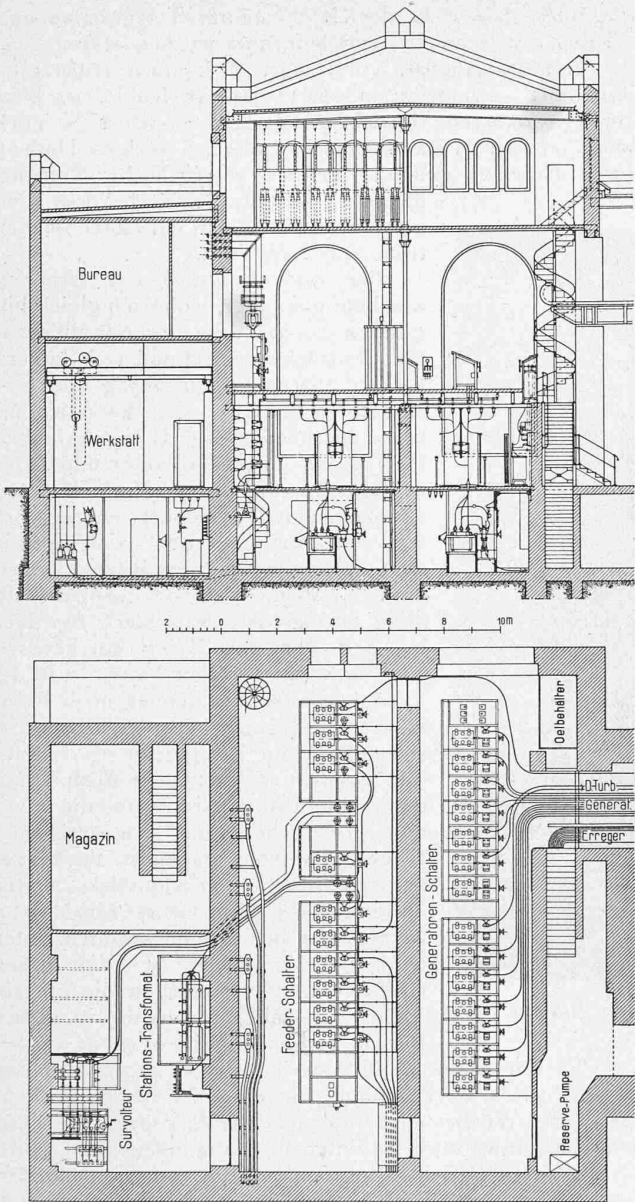 Bureau
Werkstatt
2 0 2 4 6 8 10m
Oelbehälter
D-Turb
General.
Erreger
Magazin
Generatoren-Schalter
Feeder-Schalter
Stations-Transformat.
Survolteur
Reserve-Pumpe